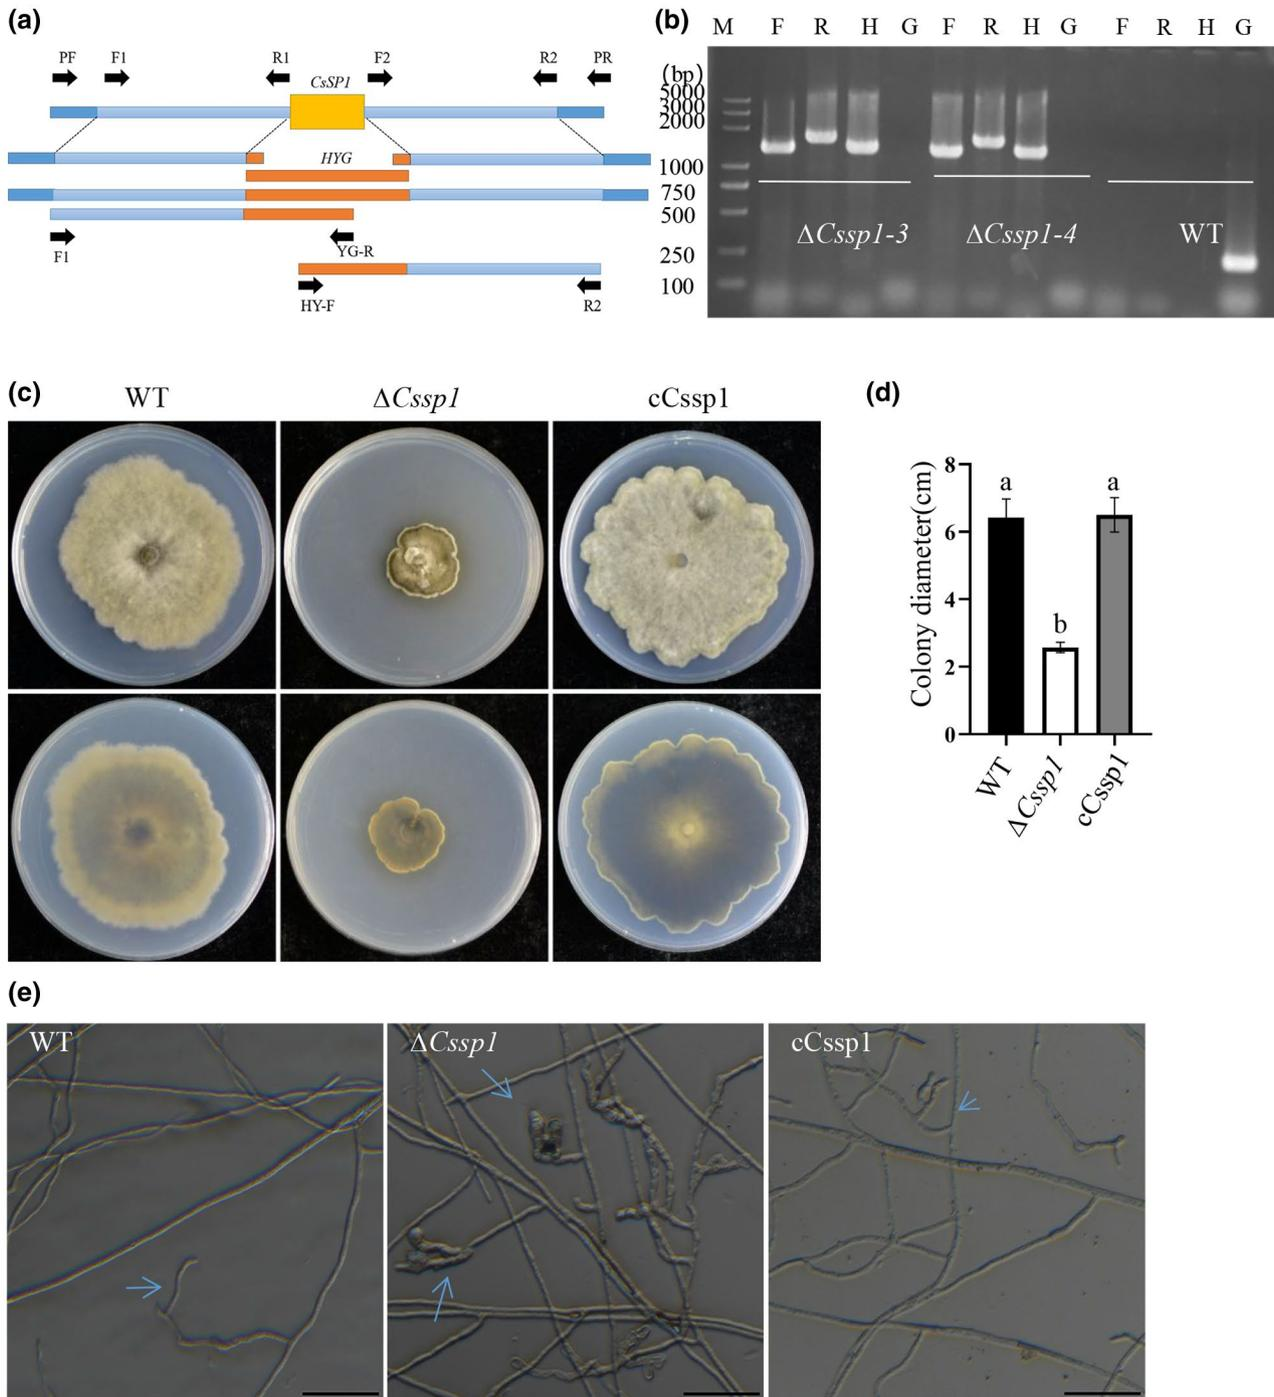 (a)
PF F1 R1 F2 R2 PR
CsSP1
HYG
F1 YG-R
HY-F R2
(b)
M F R H G F R H G F R H G
(bp)
5000
3000
2000
1000
750
500
250
100
ΔCssp1-3 ΔCssp1-4 WT
(c)
WT ΔCssp1 cCssp1
(d)
Colony diameter(cm)
8
6
4
2
0
a b a
WT ΔCssp1 cCssp1
(e)
WT ΔCssp1 cCssp1